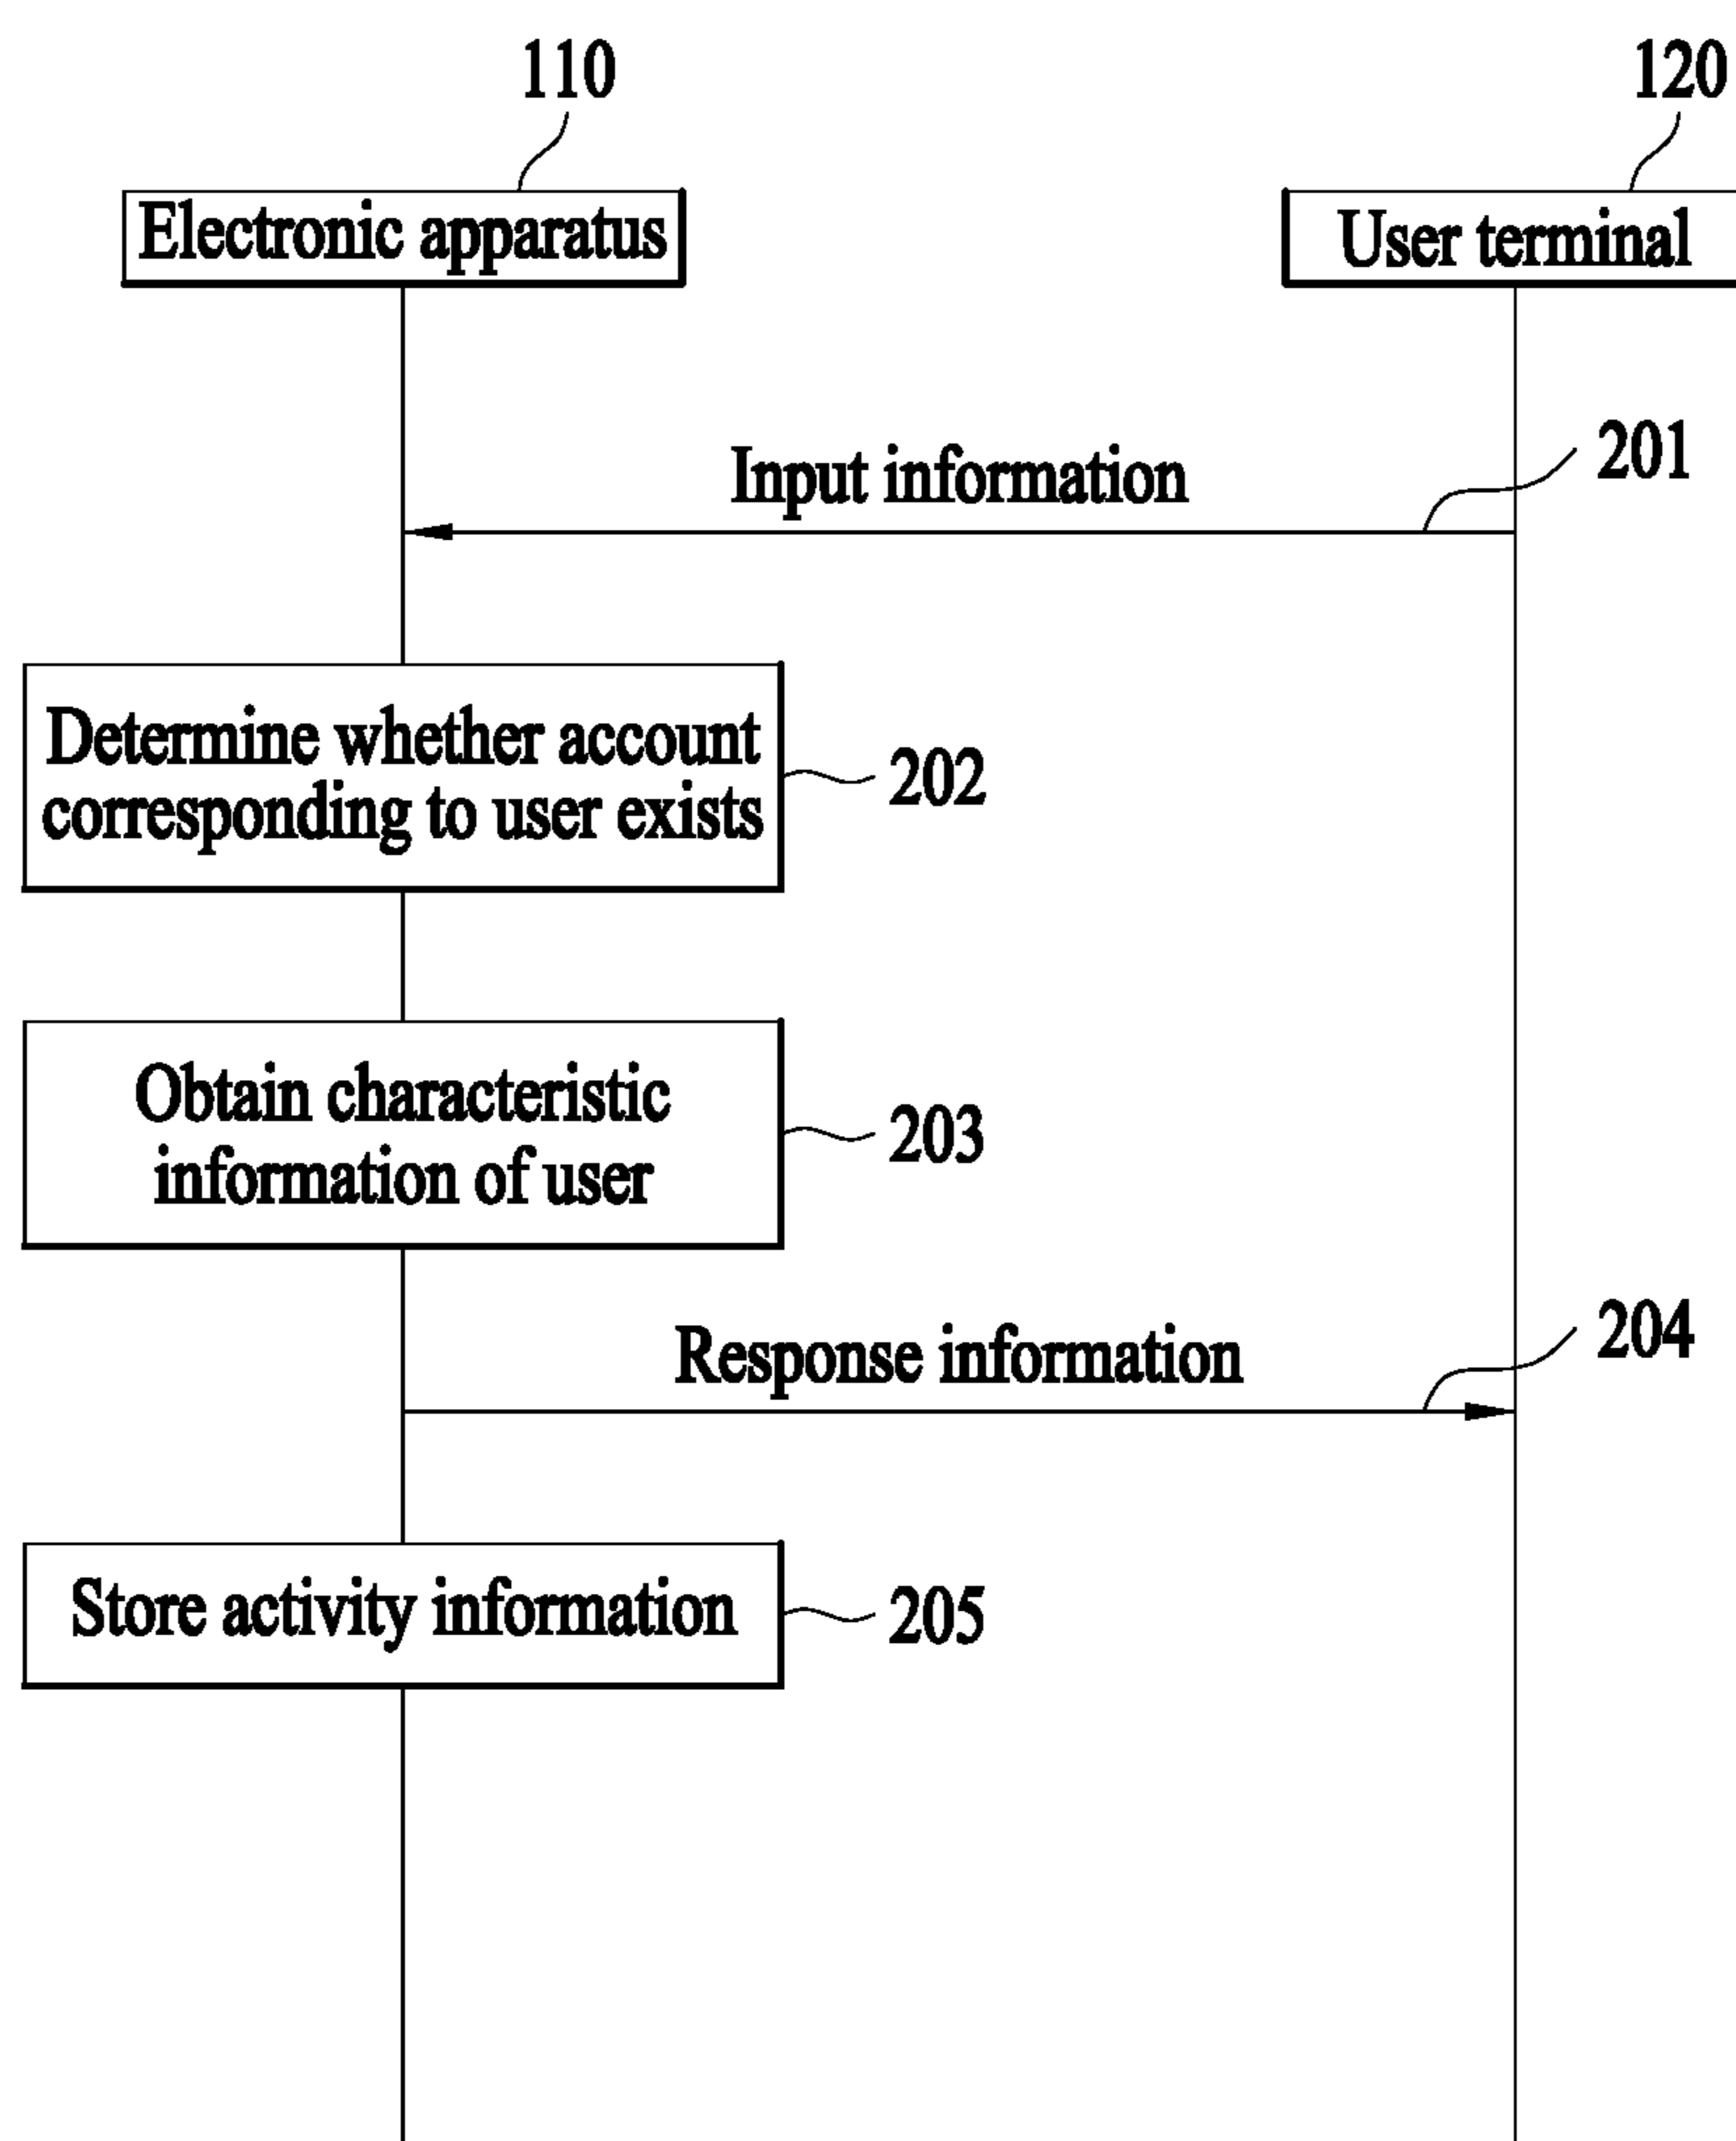 110
120
Electronic apparatus
User terminal
Input information
201
Determine whether account
corresponding to user exists
202
Obtain characteristic
information of user
203
Response information
204
Store activity information
205